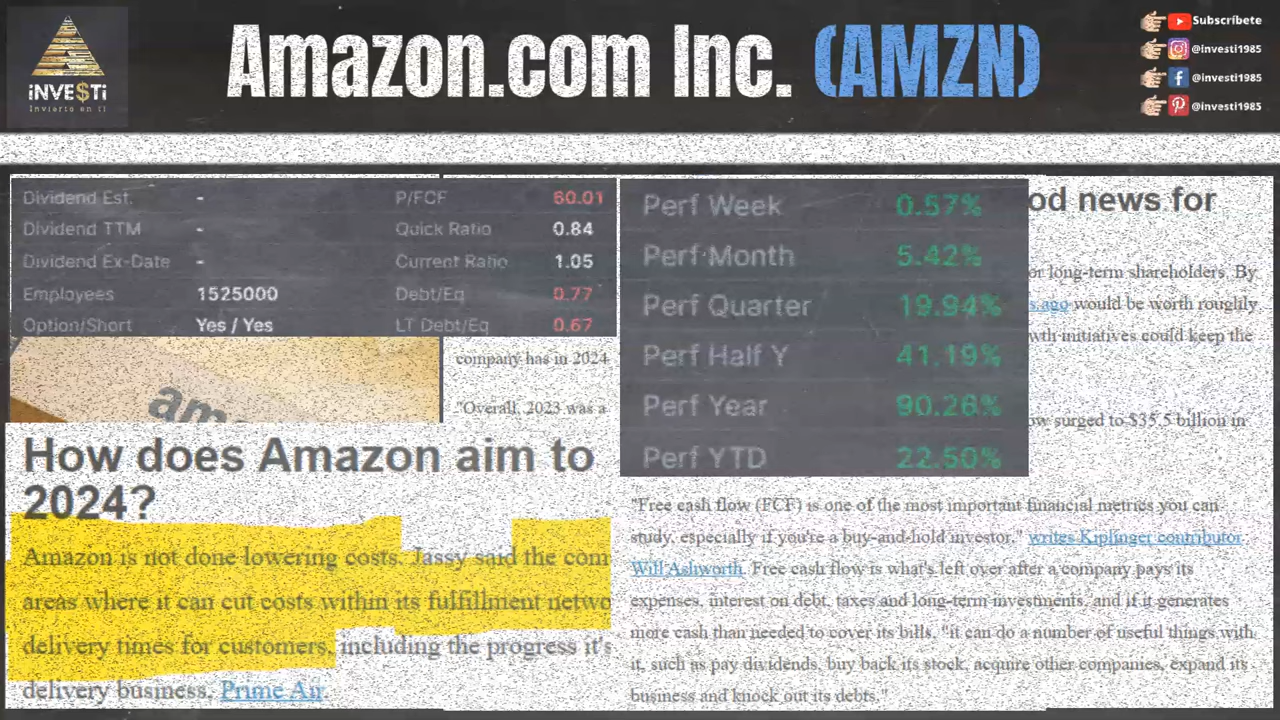 iNVE$Ti
Invierto en ti
Amazon.com Inc. (AMZN)
Subscríbete
@investi1985
@investi1985
@investi1985
Dividend Est. - P/FCF 60.01
Dividend TTM - Quick Ratio 0.84
Dividend Ex-Date - Current Ratio 1.05
Employees 1525000 Debt/Eq 0.77
Option/Short Yes / Yes LT Debt/Eq 0.67
Perf Week 0.57%
Perf Month 5.42%
Perf Quarter 19.94%
Perf Half Y 41.19%
Perf Year 90.26%
Perf YTD 22.50%
od news for
or long-term shareholders. By
s ago would be worth roughly
wth initiatives could keep the
ow surged to $35.5 billion in
company has in 2024
"Overall, 2023 was a
am
How does Amazon aim to
2024?
Amazon is not done lowering costs. Jassy said the com
areas where it can cut costs within its fulfillment netwo
delivery times for customers, including the progress it's
delivery business, Prime Air.
"Free cash flow (FCF) is one of the most important financial metrics you can
study, especially if you're a buy-and-hold investor," writes Kiplinger contributor
Will Ashworth. Free cash flow is what's left over after a company pays its
expenses, interest on debt, taxes and long-term investments, and if it generates
more cash than needed to cover its bills, "it can do a number of useful things with
it, such as pay dividends, buy back its stock, acquire other companies, expand its
business and knock out its debts."